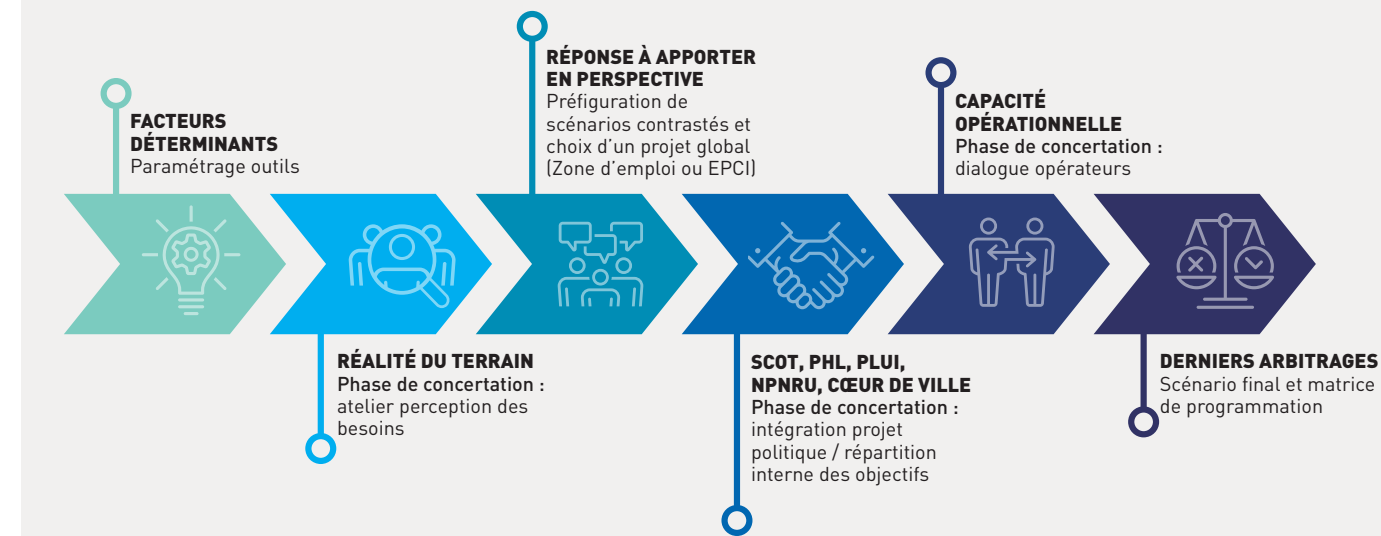 FACTEURS
DÉTERMINANTS
Paramétrage outils
RÉALITÉ DU TERRAIN
Phase de concertation :
atelier perception des
besoins
RÉPONSE À APPORTER
EN PERSPECTIVE
Préfiguration de
scénarios contrastés et
choix d’un projet global
(Zone d’emploi ou EPCI)
SCOT, PHL, PLUI,
NPNRU, CŒUR DE VILLE
Phase de concertation :
intégration projet
politique / répartition
interne des objectifs
CAPACITÉ
OPÉRATIONNELLE
Phase de concertation :
dialogue opérateurs
DERNIERS ARBITRAGES
Scénario final et matrice
de programmation